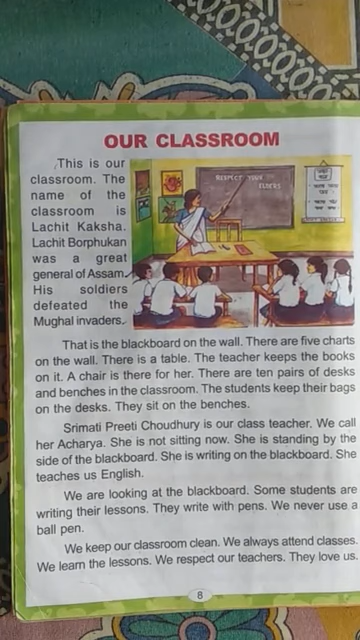 OUR CLASSROOM
This is our
classroom. The
name of the
classroom is
Lachit Kaksha.
Lachit Borphukan
was a great
general of Assam.
His soldiers
defeated the
Mughal invaders.
RESPECT YOUR
ELDERS
That is the blackboard on the wall. There are five charts
on the wall. There is a table. The teacher keeps the books
on it. A chair is there for her. There are ten pairs of desks
and benches in the classroom. The students keep their bags
on the desks. They sit on the benches.
Srimati Preeti Choudhury is our class teacher. We call
her Acharya. She is not sitting now. She is standing by the
side of the blackboard. She is writing on the blackboard. She
teaches us English.
We are looking at the blackboard. Some students are
writing their lessons. They write with pens. We never use a
ball pen.
We keep our classroom clean. We always attend classes.
We learn the lessons. We respect our teachers. They love us.
8